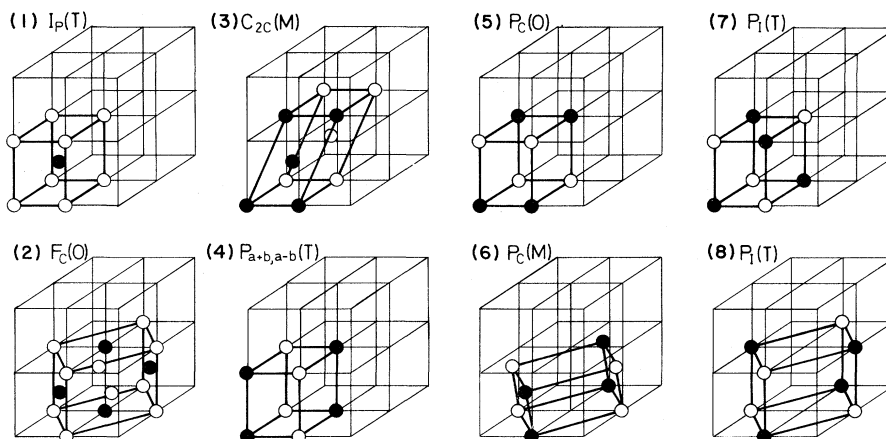 (1) I_P(T)
(3) C_2C(M)
(5) P_C(O)
(7) P_I(T)
(2) F_C(O)
(4) P_a+b,a-b(T)
(6) P_C(M)
(8) P_I(T)